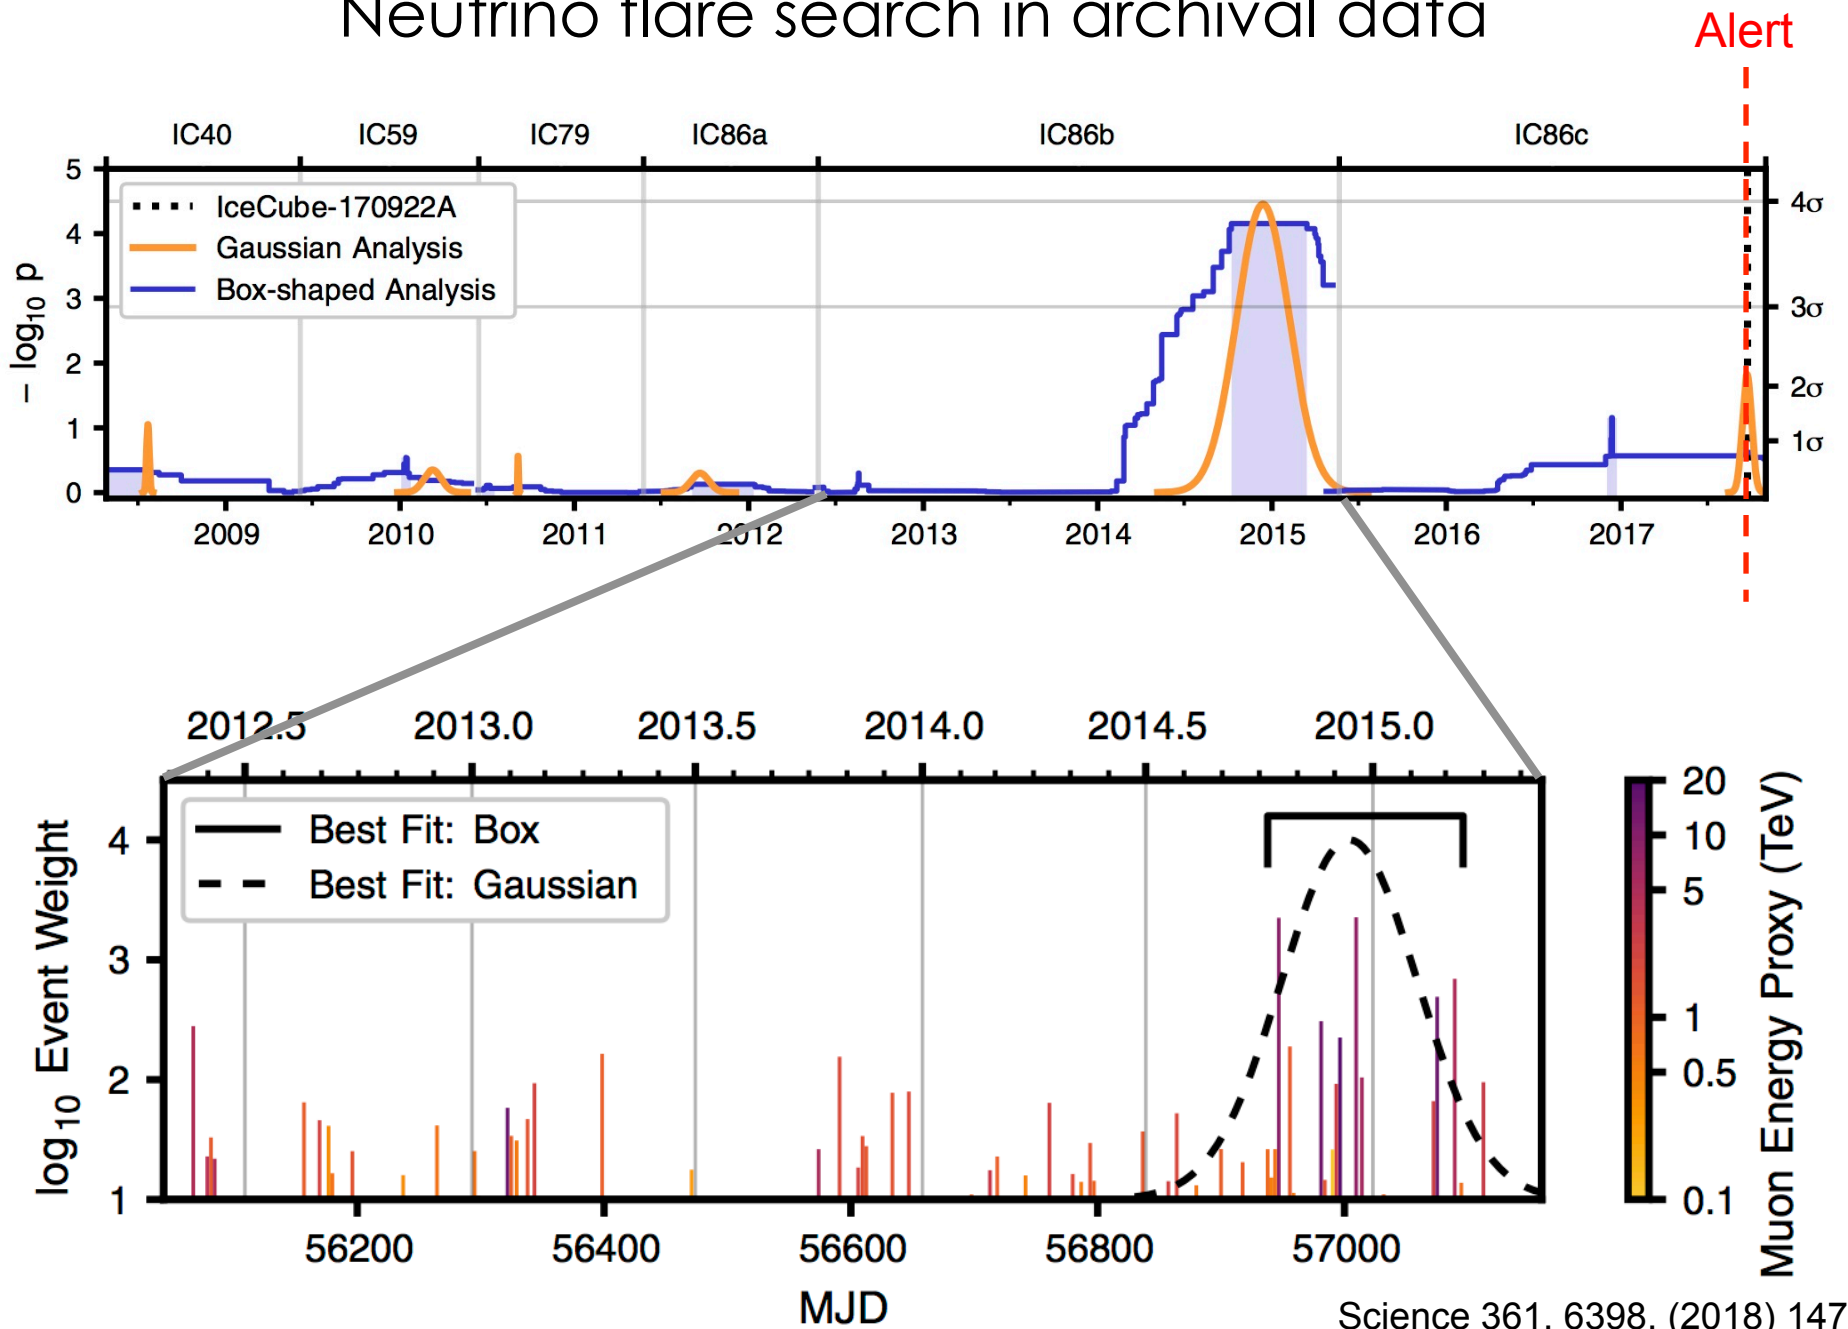 Neutrino flare search in archival data
Alert
IC40 IC59 IC79 IC86a IC86b IC86c
5
4
3
2
1
0
− log10 p
IceCube-170922A
Gaussian Analysis
Box-shaped Analysis
4σ
3σ
2σ
1σ
2009 2010 2011 2012 2013 2014 2015 2016 2017
2012.5 2013.0 2013.5 2014.0 2014.5 2015.0
Best Fit: Box
Best Fit: Gaussian
4
3
2
1
log10 Event Weight
56200 56400 56600 56800 57000
MJD
20
10
5
1
0.5
0.1
Muon Energy Proxy (TeV)
Science 361, 6398, (2018) 147